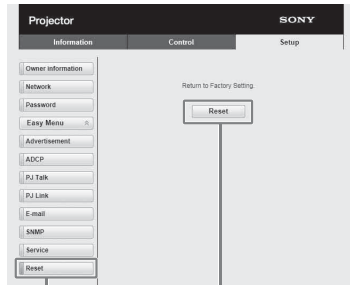 Projector
SONY
Information
Control
Setup
Owner information
Network
Password
Easy Menu
Advertisement
ADCP
PJ Talk
PJ Link
E-mail
SNMP
Service
Reset
Return to Factory Setting.
Reset